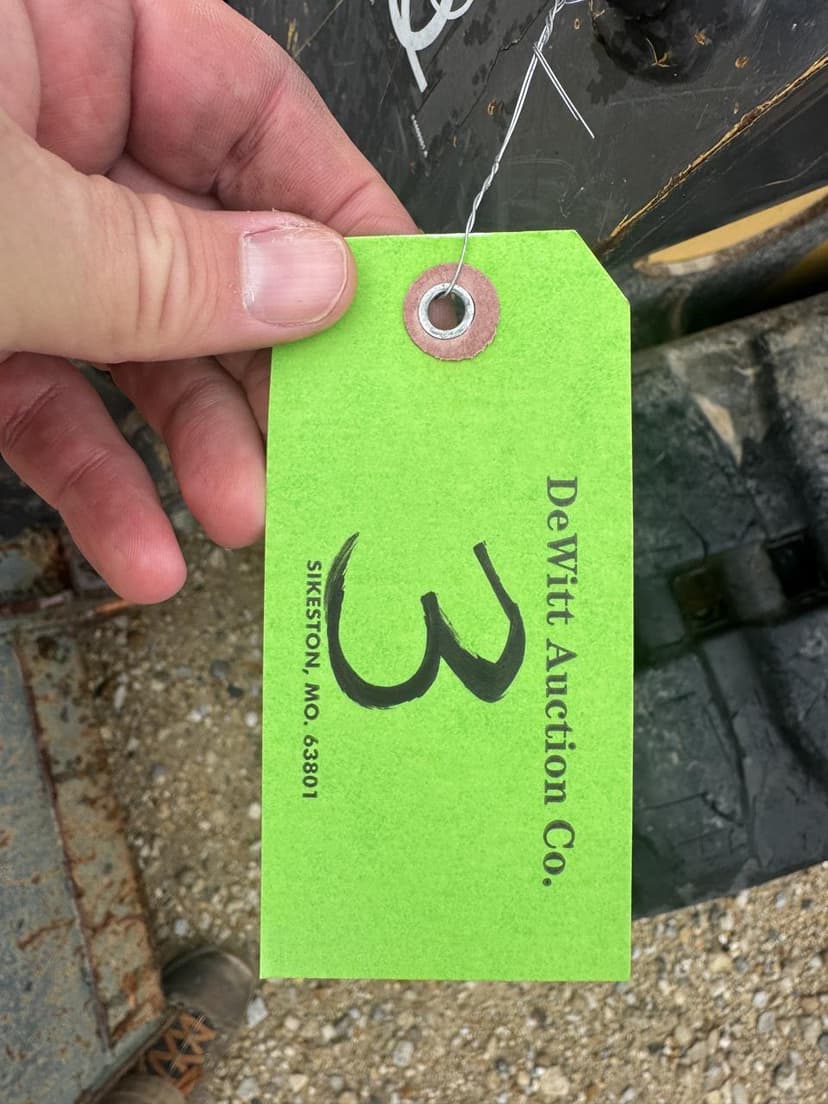 DeWitt Auction Co.
3
SIKESTON, MO. 63801